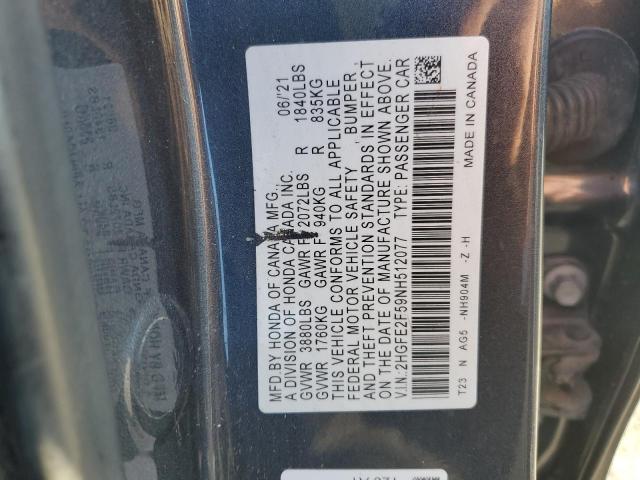 MFD BY HONDA OF CANADA MFG. 06/'21
A DIVISION OF HONDA CANADA INC.
GVWR 3880LBS GAWR F 2072LBS R 1840LBS
GVWR 1760KG GAWR F 940KG R 835KG
THIS VEHICLE CONFORMS TO ALL APPLICABLE
FEDERAL MOTOR VEHICLE SAFETY , BUMPER,
AND THEFT PREVENTION STANDARDS IN EFFECT
ON THE DATE OF MANUFACTURE SHOWN ABOVE.
V.I.N.:2HGFE2F59NH512077 TYPE: PASSENGER CAR
T23 N AG5 -NH904M -Z -H MADE IN CANADA